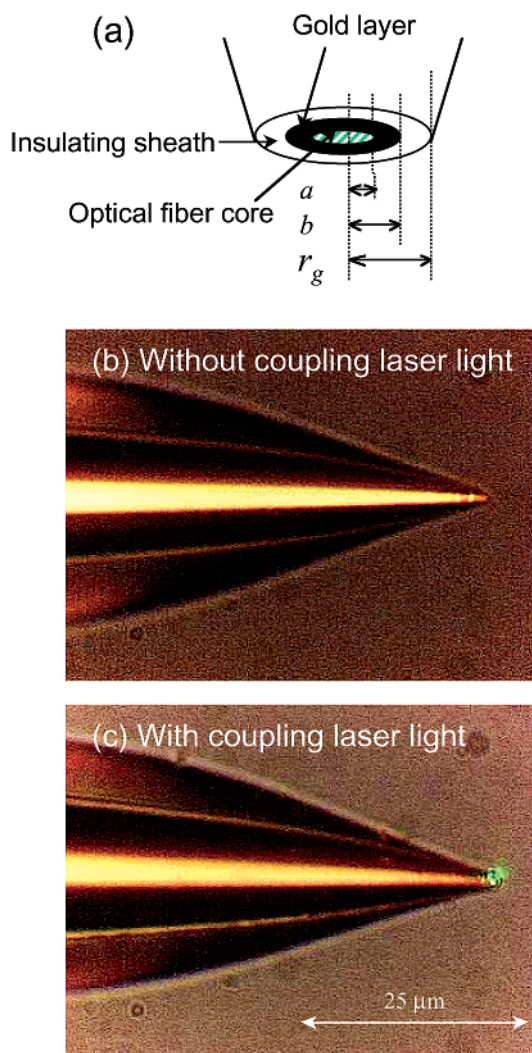 (a)
Gold layer
Insulating sheath
Optical fiber core
a
b
r_g
(b) Without coupling laser light
(c) With coupling laser light
25 μm